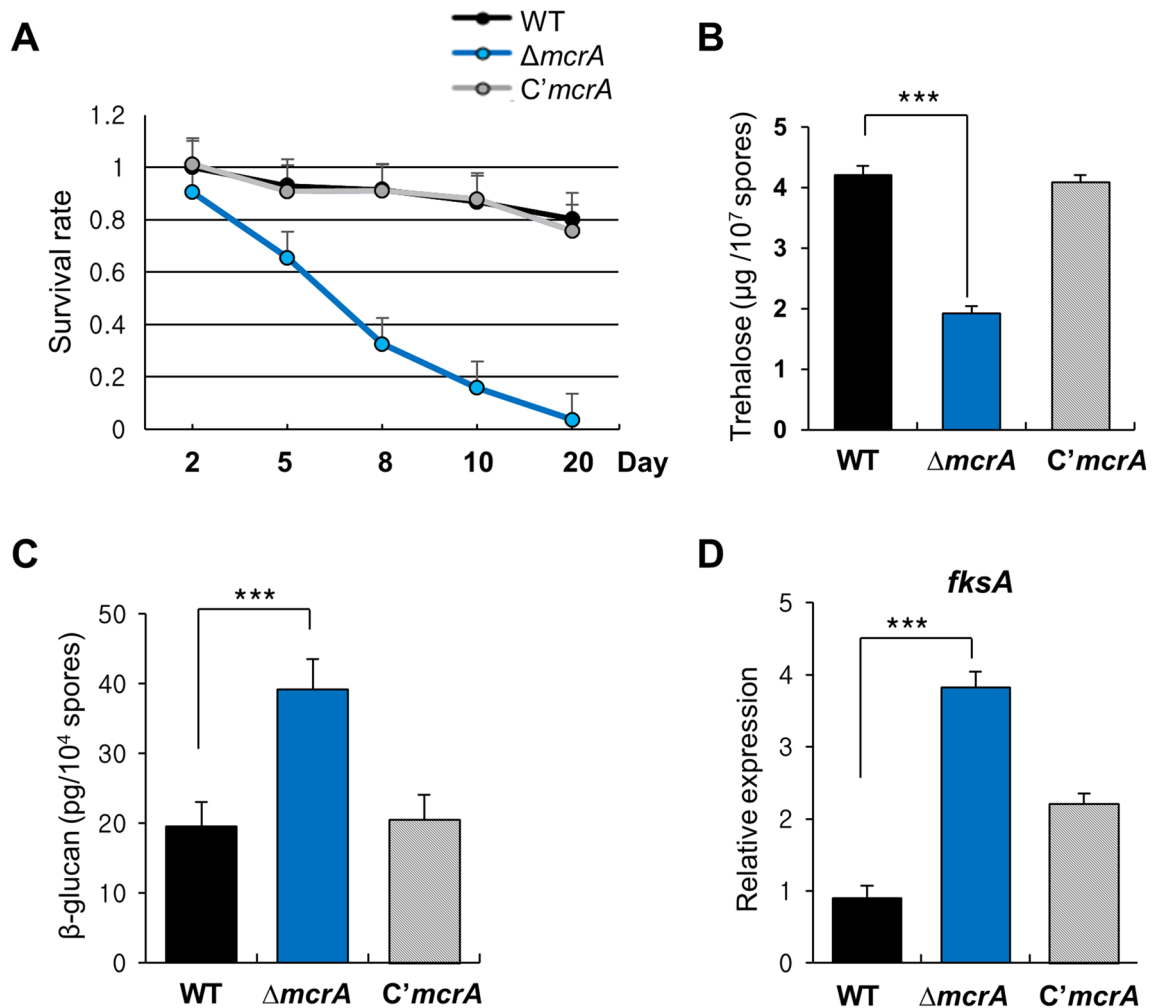 A
WT
ΔmcrA
C'mcrA
1.2
1
0.8
0.6
0.4
0.2
0
Survival rate
2 5 8 10 20 Day
B
***
5
4
3
2
1
0
Trehalose (μg /10⁷ spores)
WT ΔmcrA C'mcrA
C
***
50
40
30
20
10
0
β-glucan (pg/10⁴ spores)
WT ΔmcrA C'mcrA
D
fksA
***
5
4
3
2
1
0
Relative expression
WT ΔmcrA C'mcrA